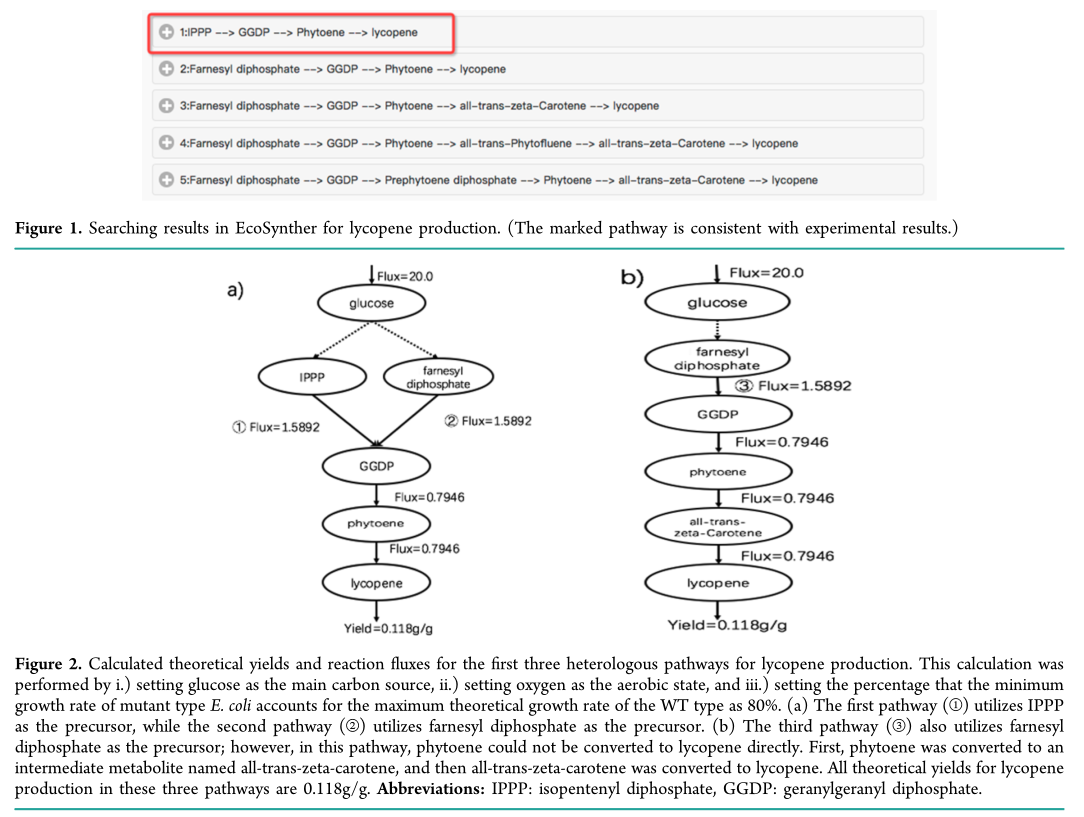 1:IPPP --> GGDP --> Phytoene --> lycopene
2:Farnesyl diphosphate --> GGDP --> Phytoene --> lycopene
3:Farnesyl diphosphate --> GGDP --> Phytoene --> all-trans-zeta-Carotene --> lycopene
4:Farnesyl diphosphate --> GGDP --> Phytoene --> all-trans-Phytofluene --> all-trans-zeta-Carotene --> lycopene
5:Farnesyl diphosphate --> GGDP --> Prephytoene diphosphate --> Phytoene --> all-trans-zeta-Carotene --> lycopene
Figure 1. Searching results in EcoSynther for lycopene production. (The marked pathway is consistent with experimental results.)
a)
Flux=20.0
glucose
IPPP
farnesyl
diphosphate
① Flux=1.5892
② Flux=1.5892
GGDP
Flux=0.7946
phytoene
Flux=0.7946
lycopene
Yield=0.118g/g
b)
Flux=20.0
glucose
farnesyl
diphosphate
③ Flux=1.5892
GGDP
Flux=0.7946
phytoene
Flux=0.7946
all-trans-
zeta-Carotene
Flux=0.7946
lycopene
Yield=0.118g/g
Figure 2. Calculated theoretical yields and reaction fluxes for the first three heterologous pathways for lycopene production. This calculation was
performed by i.) setting glucose as the main carbon source, ii.) setting oxygen as the aerobic state, and iii.) setting the percentage that the minimum
growth rate of mutant type E. coli accounts for the maximum theoretical growth rate of the WT type as 80%. (a) The first pathway (①) utilizes IPPP
as the precursor, while the second pathway (②) utilizes farnesyl diphosphate as the precursor. (b) The third pathway (③) also utilizes farnesyl
diphosphate as the precursor; however, in this pathway, phytoene could not be converted to lycopene directly. First, phytoene was converted to an
intermediate metabolite named all-trans-zeta-carotene, and then all-trans-zeta-carotene was converted to lycopene. All theoretical yields for lycopene
production in these three pathways are 0.118g/g. Abbreviations: IPPP: isopentenyl diphosphate, GGDP: geranylgeranyl diphosphate.